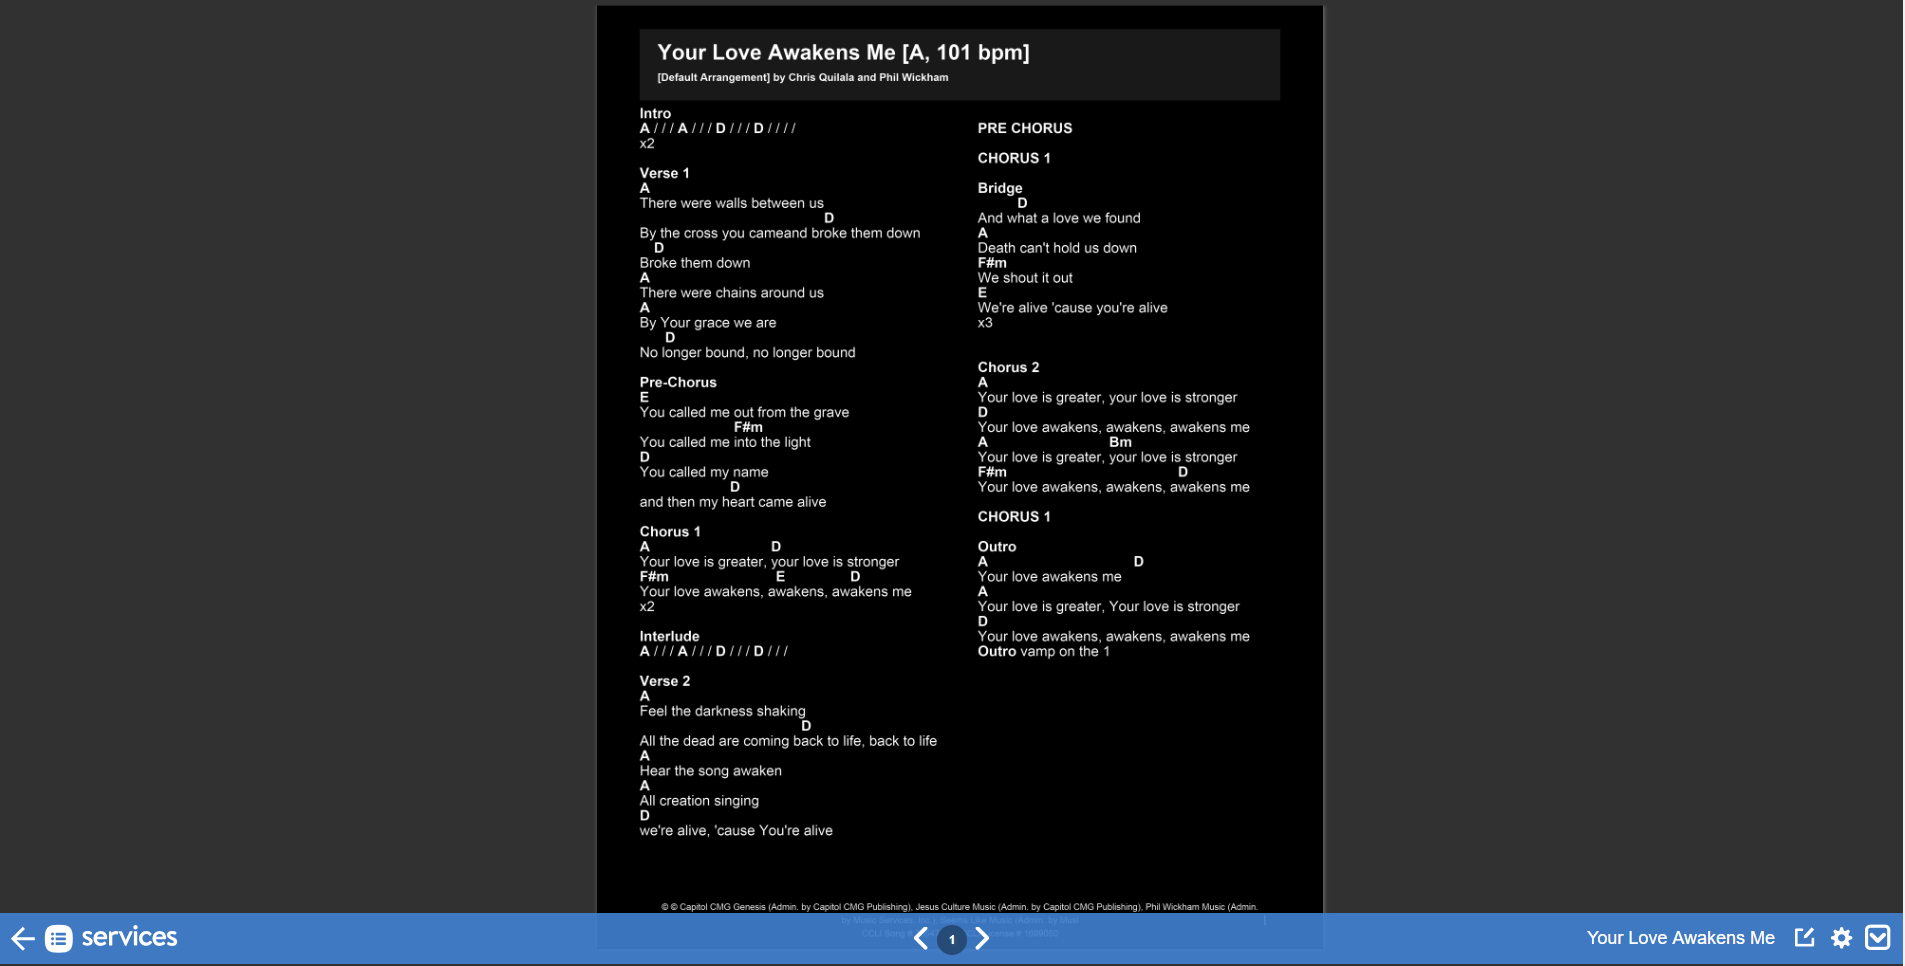 Your Love Awakens Me [A, 101 bpm]
[Default Arrangement] by Chris Quilala and Phil Wickham
Intro
A / / / A / / / D / / / D / / / /
x2
Verse 1
A
There were walls between us
D
By the cross you cameand broke them down
D
Broke them down
A
There were chains around us
A
By Your grace we are
D
No longer bound, no longer bound
Pre-Chorus
E
You called me out from the grave
F#m
You called me into the light
D
You called my name
D
and then my heart came alive
Chorus 1
A D
Your love is greater, your love is stronger
F#m E D
Your love awakens, awakens, awakens me
x2
Interlude
A / / / A / / / D / / / D / / /
Verse 2
A
Feel the darkness shaking
D
All the dead are coming back to life, back to life
A
Hear the song awaken
A
All creation singing
D
we're alive, 'cause You're alive
PRE CHORUS
CHORUS 1
Bridge
D
And what a love we found
A
Death can't hold us down
F#m
We shout it out
E
We're alive 'cause you're alive
x3
Chorus 2
A
Your love is greater, your love is stronger
D
Your love awakens, awakens, awakens me
A Bm
Your love is greater, your love is stronger
F#m D
Your love awakens, awakens, awakens me
CHORUS 1
Outro
A D
Your love awakens me
A
Your love is greater, Your love is stronger
D
Your love awakens, awakens, awakens me
Outro vamp on the 1
© © Capitol CMG Genesis (Admin. by Capitol CMG Publishing), Jesus Culture Music (Admin. by Capitol CMG Publishing), Phil Wickham Music (Admin.
by Music Services, Inc.), Seems Like Music (Admin. by Mus
CCLI Song #
services
1
Your Love Awakens Me